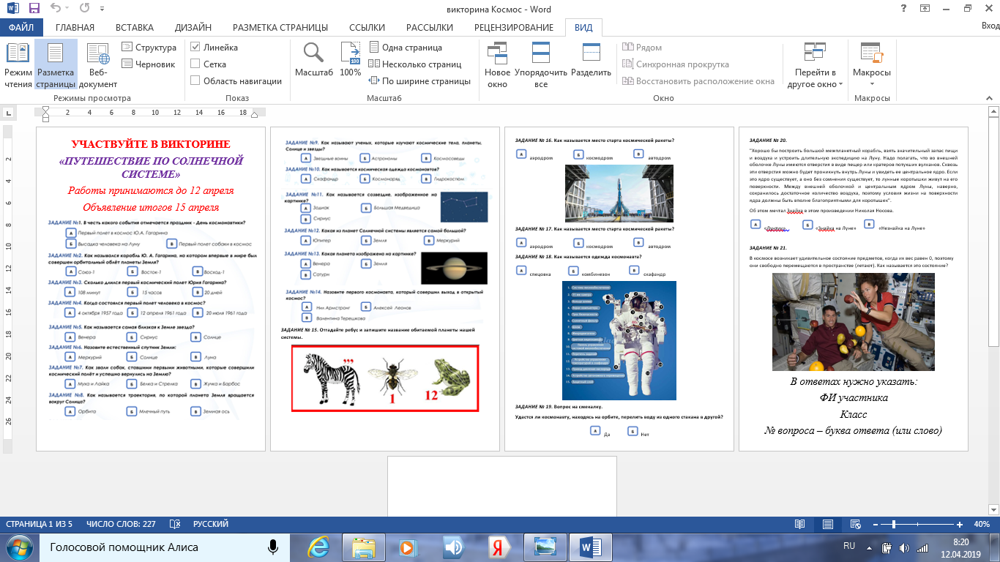 викторина Космос - Word
Вход
ФАЙЛ ГЛАВНАЯ ВСТАВКА ДИЗАЙН РАЗМЕТКА СТРАНИЦЫ ССЫЛКИ РАССЫЛКИ РЕЦЕНЗИРОВАНИЕ ВИД
Режим чтения
Разметка страницы
Веб-документ
Структура
Черновик
Режимы просмотра
Линейка
Сетка
Область навигации
Показ
Масштаб
100%
Одна страница
Несколько страниц
По ширине страницы
Масштаб
Новое окно
Упорядочить все
Разделить
Рядом
Синхронная прокрутка
Восстановить расположение окна
Перейти в другое окно
Окно
Макросы
Макросы
2 4 6 8 10 12 14 16 18
2
4
6
8
10
12
14
16
18
20
22
24
26
УЧАСТВУЙТЕ В ВИКТОРИНЕ
«ПУТЕШЕСТВИЕ ПО СОЛНЕЧНОЙ
СИСТЕМЕ»
Работы принимаются до 12 апреля
Объявление итогов 15 апреля
ЗАДАНИЕ №1. В честь какого события отмечается праздник - День космонавтики?
А Первый полет в космос Ю.А. Гагарина
Б Высадка человека на Луну В Первый полет собаки в космос
ЗАДАНИЕ №2. Как назывался корабль Ю. А. Гагарина, на котором впервые в мире был
совершен орбитальный облёт планеты Земля?
А Союз-1 Б Восток-1 В Восход-1
ЗАДАНИЕ №3. Сколько длился первый космический полет Юрия Гагарина?
А 108 минут Б 15 часов В 20 дней
ЗАДАНИЕ №4. Когда состоялся первый полет человека в космос?
А 4 октября 1957 года Б 12 апреля 1961 года В 20 июля 1961 года
ЗАДАНИЕ №5. Как называется самая близкая к Земле звезда?
А Венера Б Сириус В Солнце
ЗАДАНИЕ №6. Назовите естественный спутник Земли:
А Меркурий Б Солнце В Луна
ЗАДАНИЕ №7. Как звали собак, ставшими первыми животными, которые совершили
космический полёт и успешно вернулись на Землю?
А Муха и Лайка Б Белка и Стрелка В Жучка и Барбос
ЗАДАНИЕ №8. Как называется траектория, по которой планета Земля вращается
вокруг Солнца?
А Орбита Б Млечный путь В Земная ось
ЗАДАНИЕ №9. Как называют ученых, которые изучают космические тела, планеты,
Солнце и звезды?
А Звездные воины Б Астрономы В Космосоведы
ЗАДАНИЕ №10. Как называется космическая одежда космонавтов?
А Скафандр Б Космонаряд В Гидрокостюм
ЗАДАНИЕ №11. Как называется созвездие, изображенное на
картинке?
А Зодиак Б Большая Медведица
В Сириус
ЗАДАНИЕ №12. Какая из планет Солнечной системы является самой большой?
А Юпитер Б Земля В Меркурий
ЗАДАНИЕ №13. Какая планета изображена на картинке?
А Венера Б Земля
В Сатурн
ЗАДАНИЕ №14. Назовите первого космонавта, который совершил выход в открытый
космос?
А Нил Армстронг Б Алексей Леонов
В Валентина Терешкова
ЗАДАНИЕ № 15. Отгадайте ребус и запишите название обитаемой планеты нашей
системы.
,,,
1
12
ЗАДАНИЕ № 16. Как называется место старта космической ракеты?
А аэродром Б космодром В автодром
ЗАДАНИЕ № 17. Как называется место старта космической ракеты?
А аэродром Б космодром В автодром
ЗАДАНИЕ № 18. Как называется одежда космонавта?
А спецовка Б комбинезон В скафандр
ЗАДАНИЕ № 19. Вопрос на смекалку.
Удастся ли космонавту, находясь на орбите, перелить воду из одного стакана в другой?
А Да Б Нет
ЗАДАНИЕ № 20.
"Хорошо бы построить большой межпланетный корабль, взять значительный запас пищи
и воздуха и устроить длительную экспедицию на Луну. Надо полагать, что во внешней
оболочке Луны имеются отверстия в виде пещер или кратеров потухших вулканов. Сквозь
эти отверстия можно будет проникнуть внутрь Луны и увидеть ее центральное ядро. Если
это ядро существует, а оно без сомнения существует, то лунные коротышки живут на его
поверхности. Между внешней оболочкой и центральным ядром Луны, наверно,
сохранилось достаточное количество воздуха, поэтому условия жизни на поверхности
ядра должны быть вполне благоприятными для коротышек".
Об этом мечтал Знайка в этом произведении Николая Носова.
А «Лунтик» Б «Знайка на Луне» В «Незнайка на Луне»
ЗАДАНИЕ № 21.
В космосе возникает удивительное состояние предметов, когда их вес равен 0, поэтому
они свободно перемещаются в пространстве (летают). Как называется это состояние?
В ответах нужно указать:
ФИ участника
Класс
№ вопроса – буква ответа (или слово)
СТРАНИЦА 1 ИЗ 5 ЧИСЛО СЛОВ: 227 РУССКИЙ 40%
Голосовой помощник Алиса
RU
8:20
12.04.2019